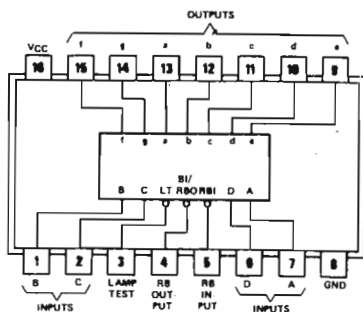 OUTPUTS
VCC f g a b c d e
16 15 14 13 12 11 10 9
f g a b c d e
BI/
B C LT RBO RBI D A
1 2 3 4 5 6 7 8
B C LAMP TEST RB OUT-PUT RB IN PUT D A GND
INPUTS INPUTS